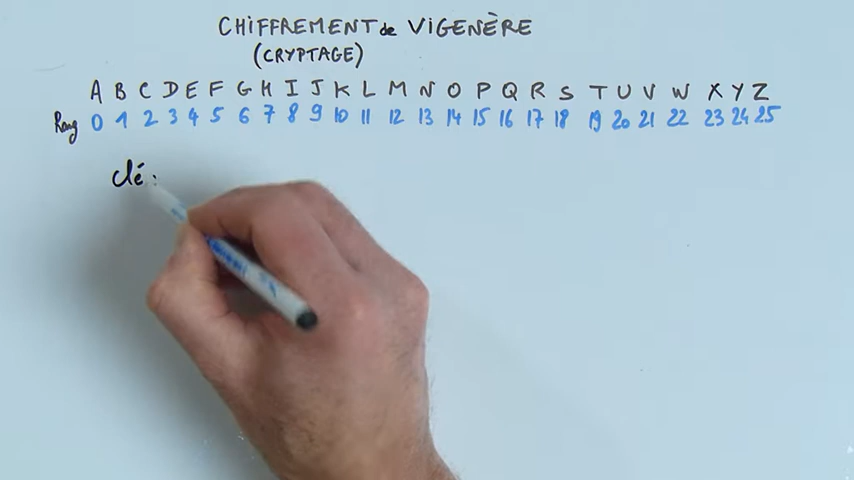 CHIFFREMENT de VIGENÈRE
(CRYPTAGE)
A B C D E F G H I J K L M N O P Q R S T U V W X Y Z
Rang 0 1 2 3 4 5 6 7 8 9 10 11 12 13 14 15 16 17 18 19 20 21 22 23 24 25
clé :